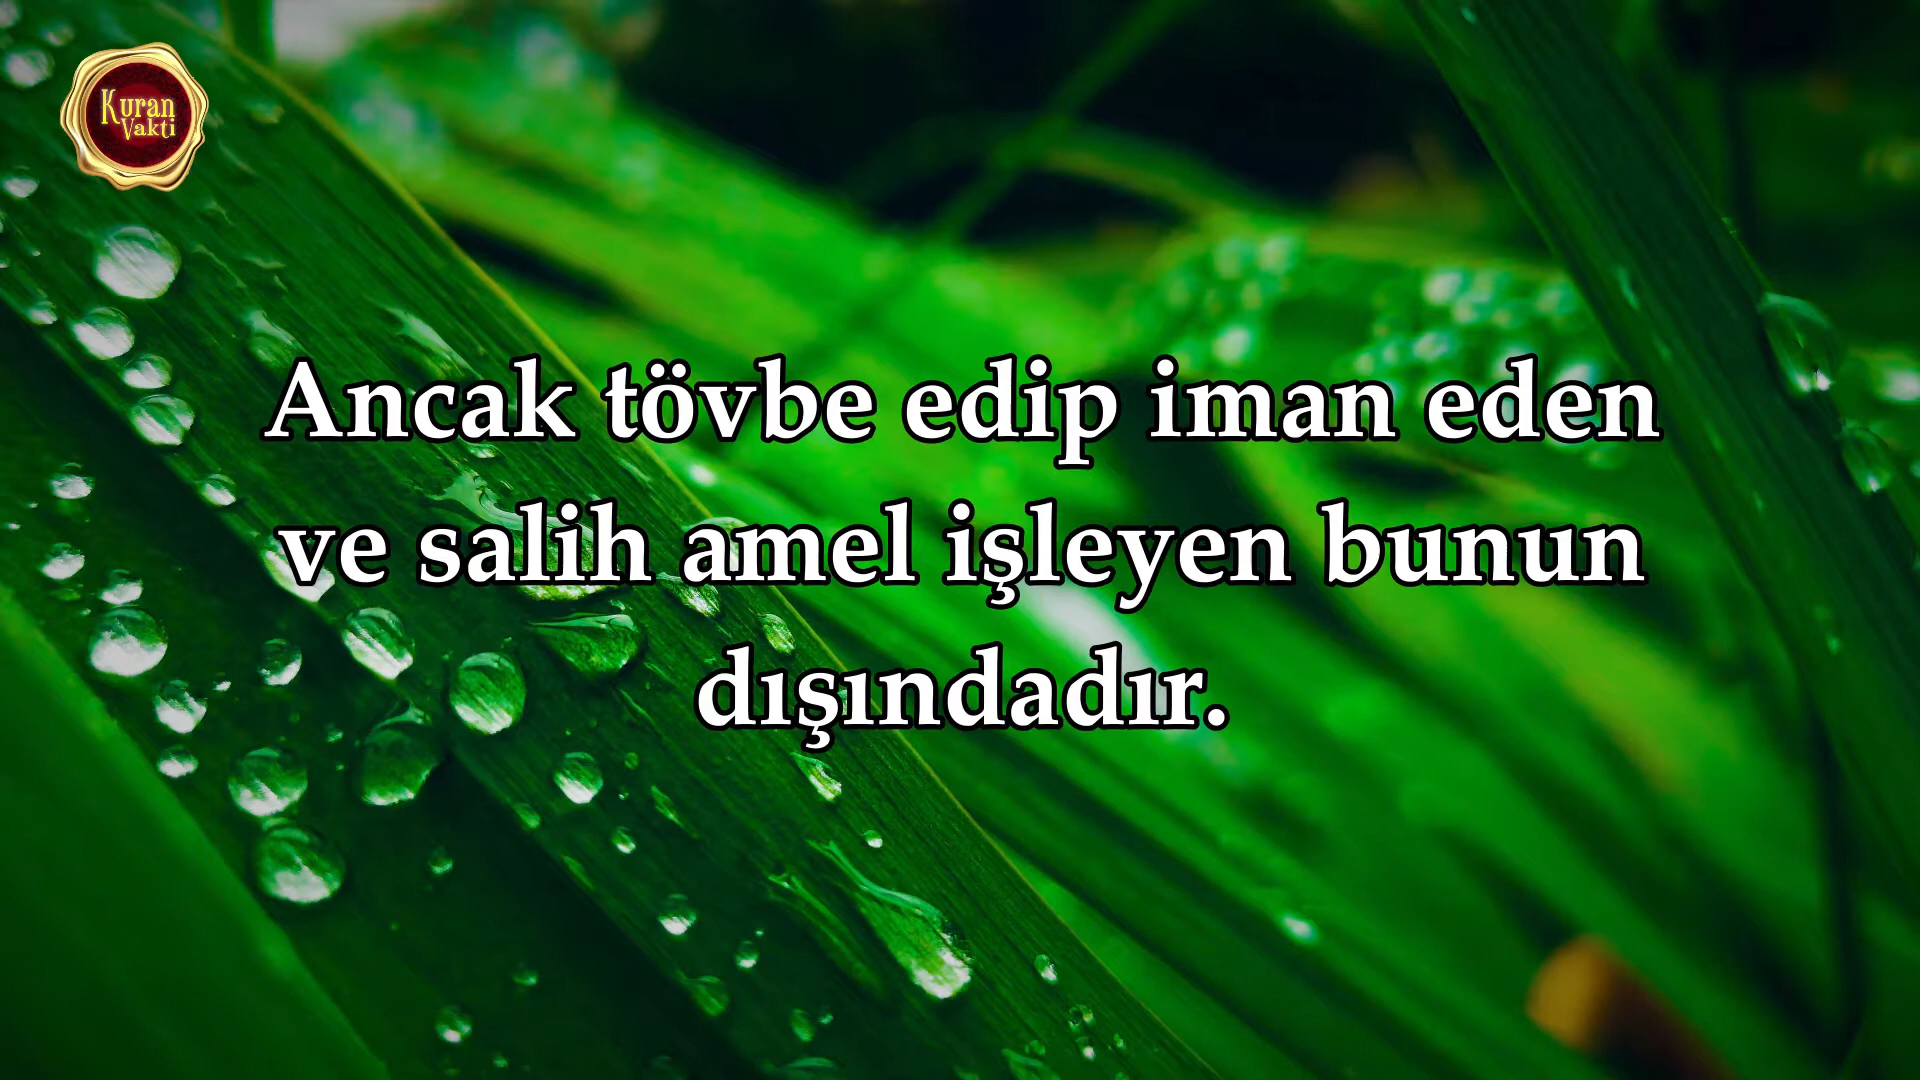 Kuran
Vakti
Ancak tövbe edip iman eden
ve salih amel işleyen bunun
dışındadır.